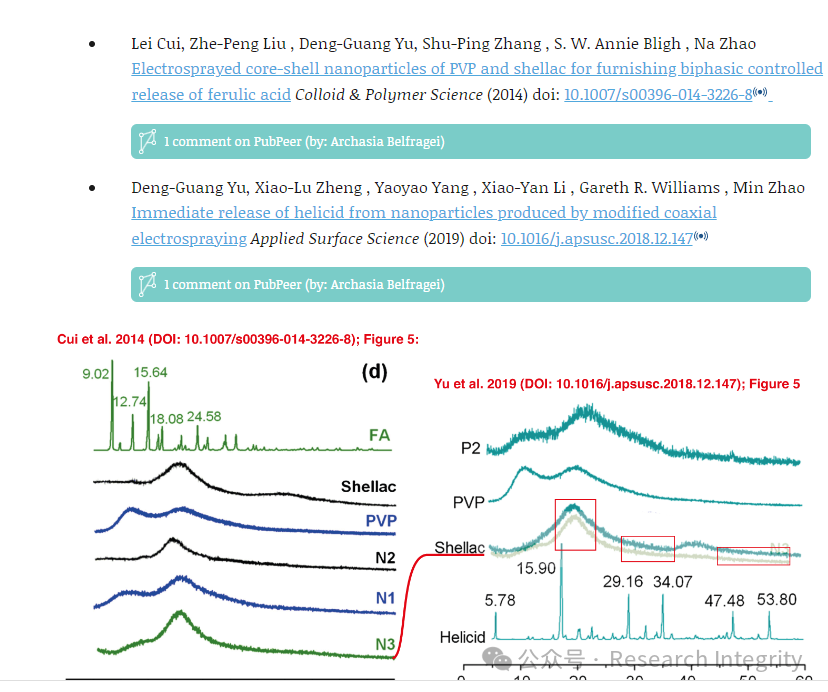 Lei Cui, Zhe-Peng Liu , Deng-Guang Yu, Shu-Ping Zhang , S. W. Annie Bligh , Na Zhao
Electrosprayed core-shell nanoparticles of PVP and shellac for furnishing biphasic controlled
release of ferulic acid Colloid & Polymer Science (2014) doi: 10.1007/s00396-014-3226-8
1 comment on PubPeer (by: Archasia Belfragei)
Deng-Guang Yu, Xiao-Lu Zheng , Yaoyao Yang , Xiao-Yan Li , Gareth R. Williams , Min Zhao
Immediate release of helicid from nanoparticles produced by modified coaxial
electrospraying Applied Surface Science (2019) doi: 10.1016/j.apsusc.2018.12.147
1 comment on PubPeer (by: Archasia Belfragei)
Cui et al. 2014 (DOI: 10.1007/s00396-014-3226-8); Figure 5:
(d)
9.02
15.64
12.74
18.08
24.58
FA
Shellac
PVP
N2
N1
N3
Yu et al. 2019 (DOI: 10.1016/j.apsusc.2018.12.147); Figure 5
P2
PVP
Shellac
N3
15.90
29.16
34.07
5.78
47.48
53.80
Helicid
公众号 · Research Integrity
0 10 20 30 40 50 60